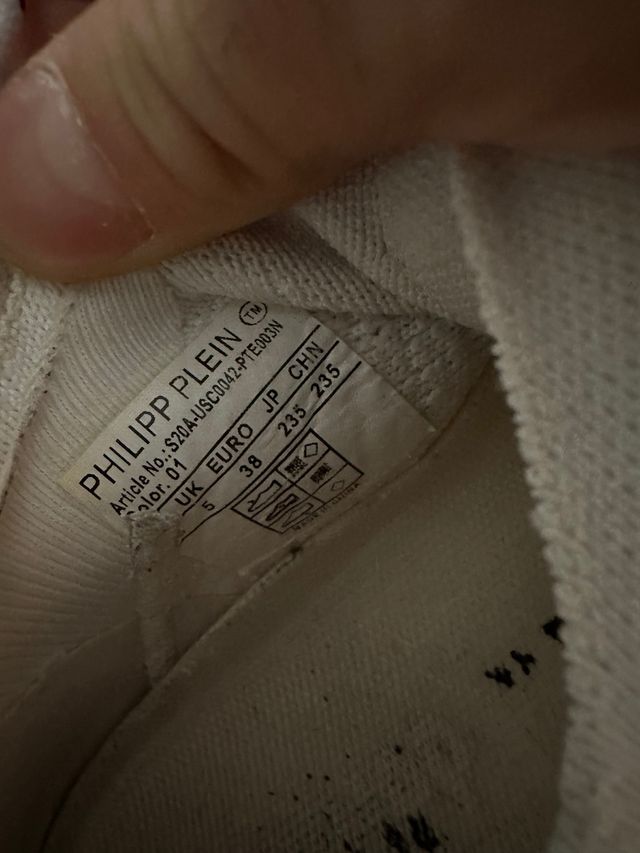 PHILIPP PLEIN TM
Article No.: S20A-USC0042-PTE003N
Color. 01
UK EURO JP CHN
5 38 235 235
MADE IN CHINA